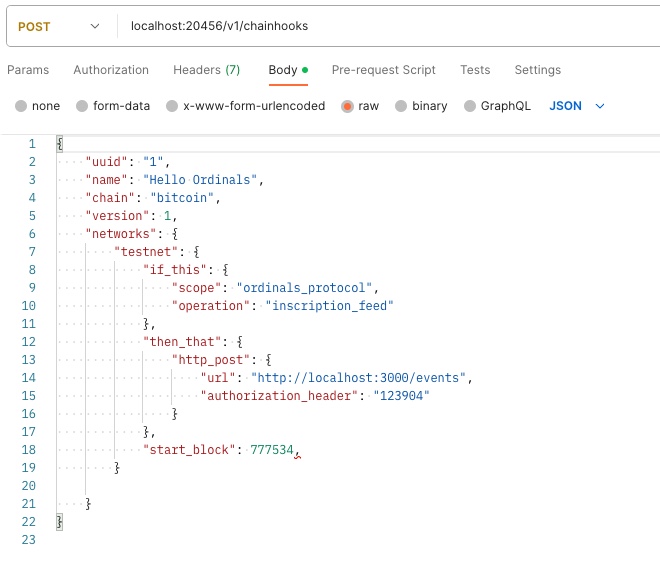 POST localhost:20456/v1/chainhooks
Params Authorization Headers (7) Body Pre-request Script Tests Settings
none form-data x-www-form-urlencoded raw binary GraphQL JSON
1 {
2 "uuid": "1",
3 "name": "Hello Ordinals",
4 "chain": "bitcoin",
5 "version": 1,
6 "networks": {
7 "testnet": {
8 "if_this": {
9 "scope": "ordinals_protocol",
10 "operation": "inscription_feed"
11 },
12 "then_that": {
13 "http_post": {
14 "url": "http://localhost:3000/events",
15 "authorization_header": "123904"
16 }
17 },
18 "start_block": 777534,
19 }
20
21 }
22 }
23